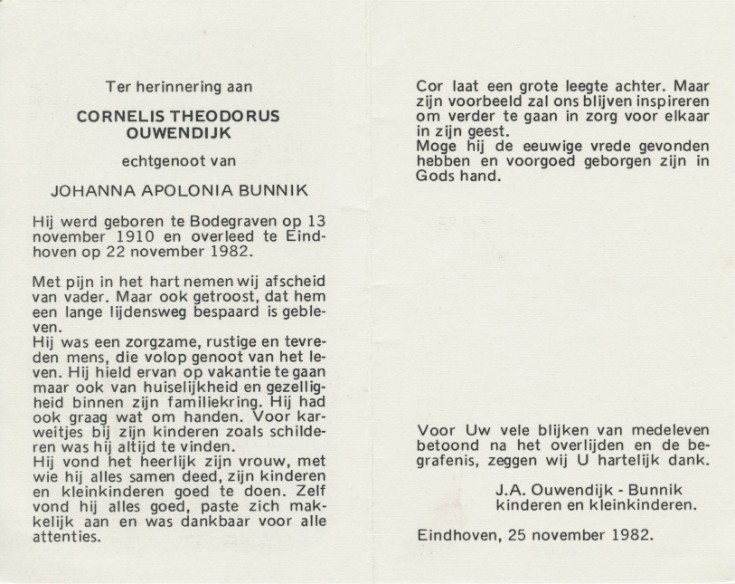 Ter herinnering aan
CORNELIS THEODORUS
OUWENDIJK
echtgenoot van
JOHANNA APOLONIA BUNNIK
Hij werd geboren te Bodegraven op 13
november 1910 en overleed te Eind-
hoven op 22 november 1982.
Met pijn in het hart nemen wij afscheid
van vader. Maar ook getroost, dat hem
een lange lijdensweg bespaard is geble-
ven.
Hij was een zorgzame, rustige en tevre-
den mens, die volop genoot van het le-
ven. Hij hield ervan op vakantie te gaan
maar ook van huiselijkheid en gezellig-
heid binnen zijn familiekring. Hij had
ook graag wat om handen. Voor kar-
weitjes bij zijn kinderen zoals schilde-
ren was hij altijd te vinden.
Hij vond het heerlijk zijn vrouw, met
wie hij alles samen deed, zijn kinderen
en kleinkinderen goed te doen. Zelf
vond hij alles goed, paste zich mak-
kelijk aan en was dankbaar voor alle
attenties.
Cor laat een grote leegte achter. Maar
zijn voorbeeld zal ons blijven inspireren
om verder te gaan in zorg voor elkaar
in zijn geest.
Moge hij de eeuwige vrede gevonden
hebben en voorgoed geborgen zijn in
Gods hand.
Voor Uw vele blijken van medeleven
betoond na het overlijden en de be-
grafenis, zeggen wij U hartelijk dank.
J.A. Ouwendijk - Bunnik
kinderen en kleinkinderen.
Eindhoven, 25 november 1982.